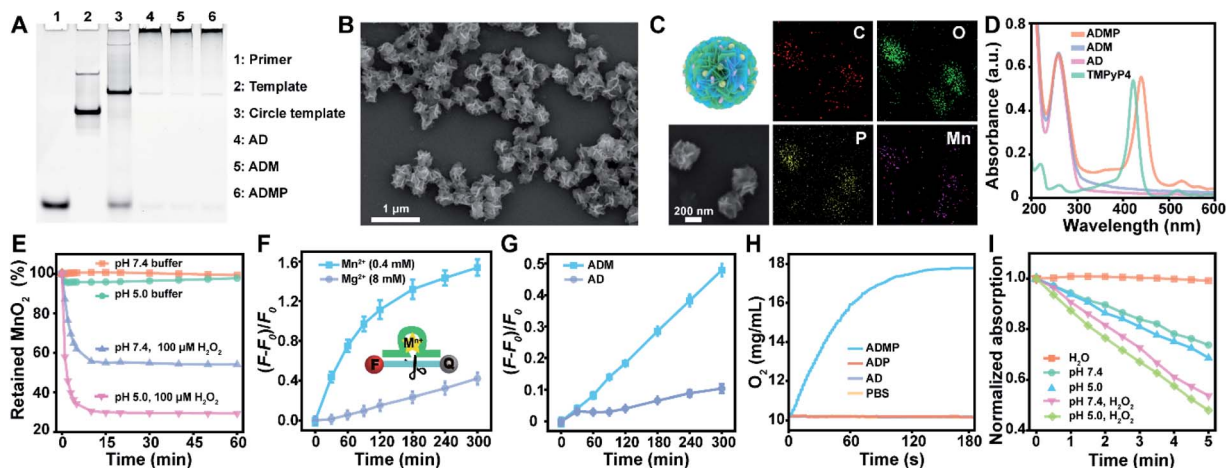 A
1 2 3 4 5 6
1: Primer
2: Template
3: Circle template
4: AD
5: ADM
6: ADMP
B
1 μm
C
C
O
P
Mn
200 nm
D
ADMP
ADM
AD
TMPyP4
Absorbance (a.u.)
0.8
0.6
0.4
0.2
0
200 300 400 500 600
Wavelength (nm)
E
pH 7.4 buffer
pH 5.0 buffer
pH 7.4, 100 μM H₂O₂
pH 5.0, 100 μM H₂O₂
Retained MnO₂ (%)
100
80
60
40
20
0 15 30 45 60
Time (min)
F
Mn²⁺ (0.4 mM)
Mg²⁺ (8 mM)
Mⁿ⁺
F
Q
(F-F₀)/F₀
1.6
1.2
0.8
0.4
0.0
0 60 120 180 240 300
Time (min)
G
ADM
AD
(F-F₀)/F₀
0.5
0.4
0.3
0.2
0.1
0.0
0 60 120 180 240 300
Time (min)
H
ADMP
ADP
AD
PBS
O₂ (mg/mL)
18
16
14
12
10
0 60 120 180
Time (s)
I
H₂O
pH 7.4
pH 5.0
pH 7.4, H₂O₂
pH 5.0, H₂O₂
Normalized absorption
1.0
0.8
0.6
0.4
0 1 2 3 4 5
Time (min)